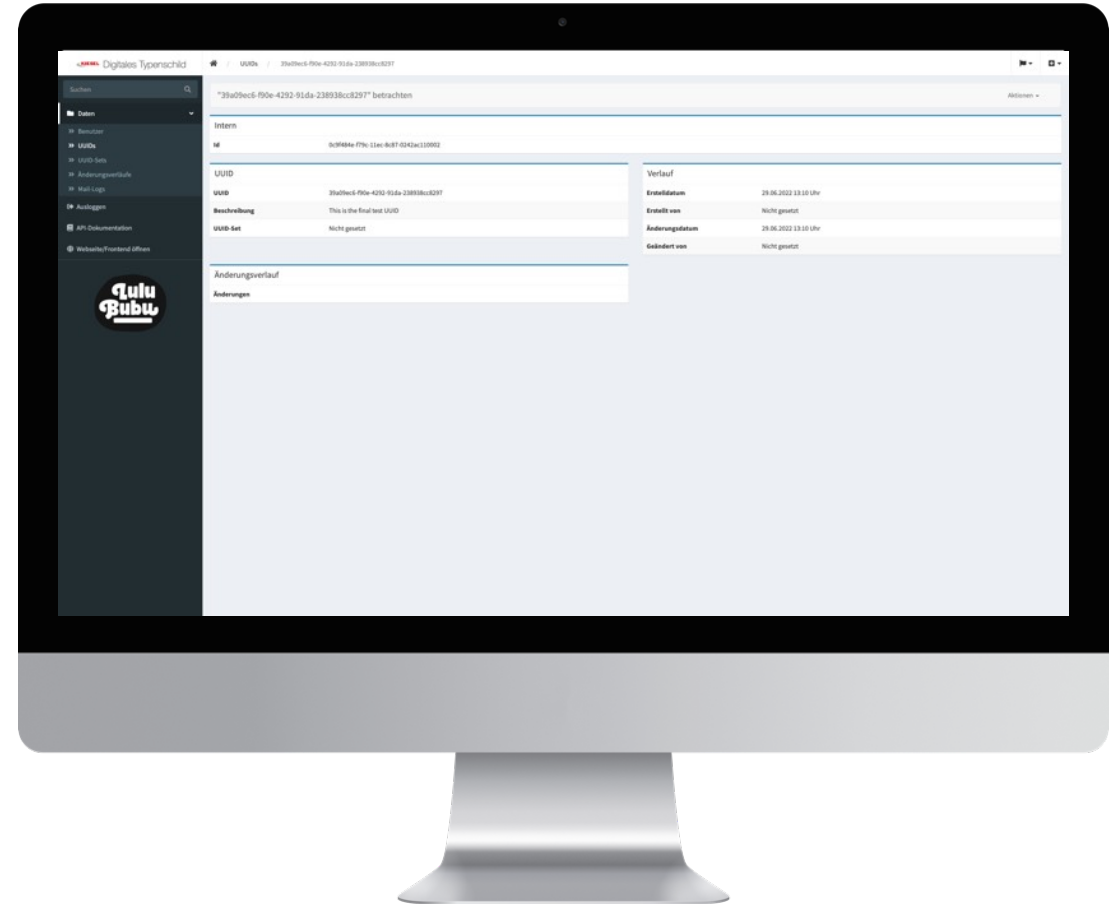 Digitales Typenschild
/ UUIDs / 39a09ec6-f90e-4292-91da-238938cc8297
Suchen
Daten
Benutzer
UUIDs
UUID-Sets
Änderungsverläufe
Mail-Logs
Ausloggen
API-Dokumentation
Webseite/Frontend öffnen
Lulu
Bubu
"39a09ec6-f90e-4292-91da-238938cc8297" betrachten
Aktionen
Intern
Id 0c9f484e-f79c-11ec-8c87-0242ac110002
UUID
UUID 39a09ec6-f90e-4292-91da-238938cc8297
Beschreibung This is the final test UUID
UUID-Set Nicht gesetzt
Verlauf
Erstelldatum 29.06.2022 13:10 Uhr
Erstellt von Nicht gesetzt
Änderungsdatum 29.06.2022 13:10 Uhr
Geändert von Nicht gesetzt
Änderungsverlauf
Änderungen